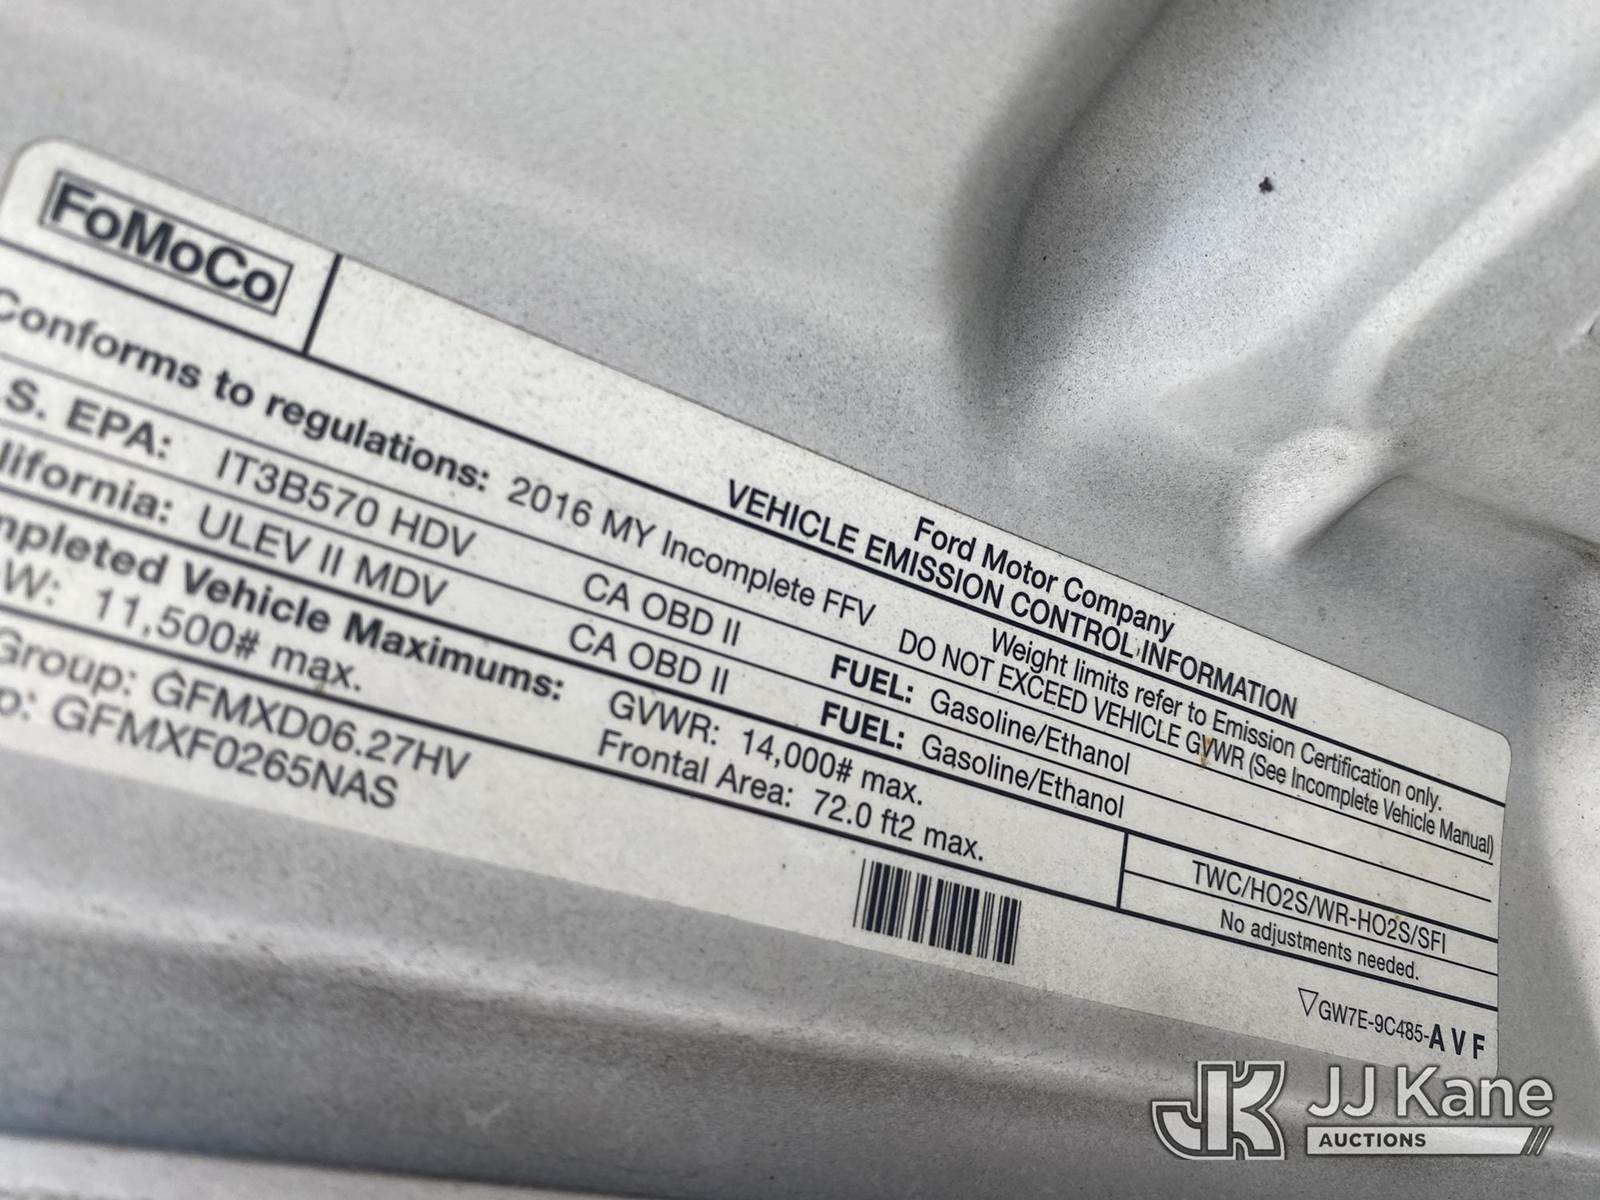 FoMoCo
Ford Motor Company
VEHICLE EMISSION CONTROL INFORMATION
Conforms to regulations: 2016 MY Incomplete FFV
Weight limits refer to Emission Certification only.
DO NOT EXCEED VEHICLE GVWR (See Incomplete Vehicle Manual)
.S. EPA: IT3B570 HDV CA OBD II FUEL: Gasoline/Ethanol
lifornia: ULEV II MDV CA OBD II FUEL: Gasoline/Ethanol
mpleted Vehicle Maximums: GVWR: 14,000# max.
W: 11,500# max. Frontal Area: 72.0 ft2 max.
TWC/HO2S/WR-HO2S/SFI
No adjustments needed.
Group: GFMXD06.27HV
p: GFMXF0265NAS
▽GW7E-9C485-A V F
JK JJ Kane
AUCTIONS